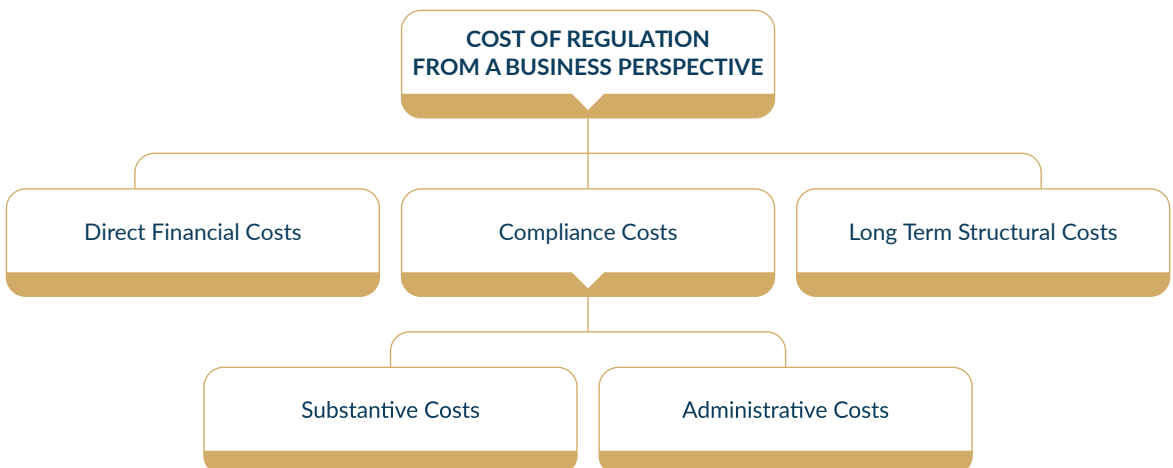 COST OF REGULATION
FROM A BUSINESS PERSPECTIVE
Direct Financial Costs
Compliance Costs
Long Term Structural Costs
Substantive Costs
Administrative Costs